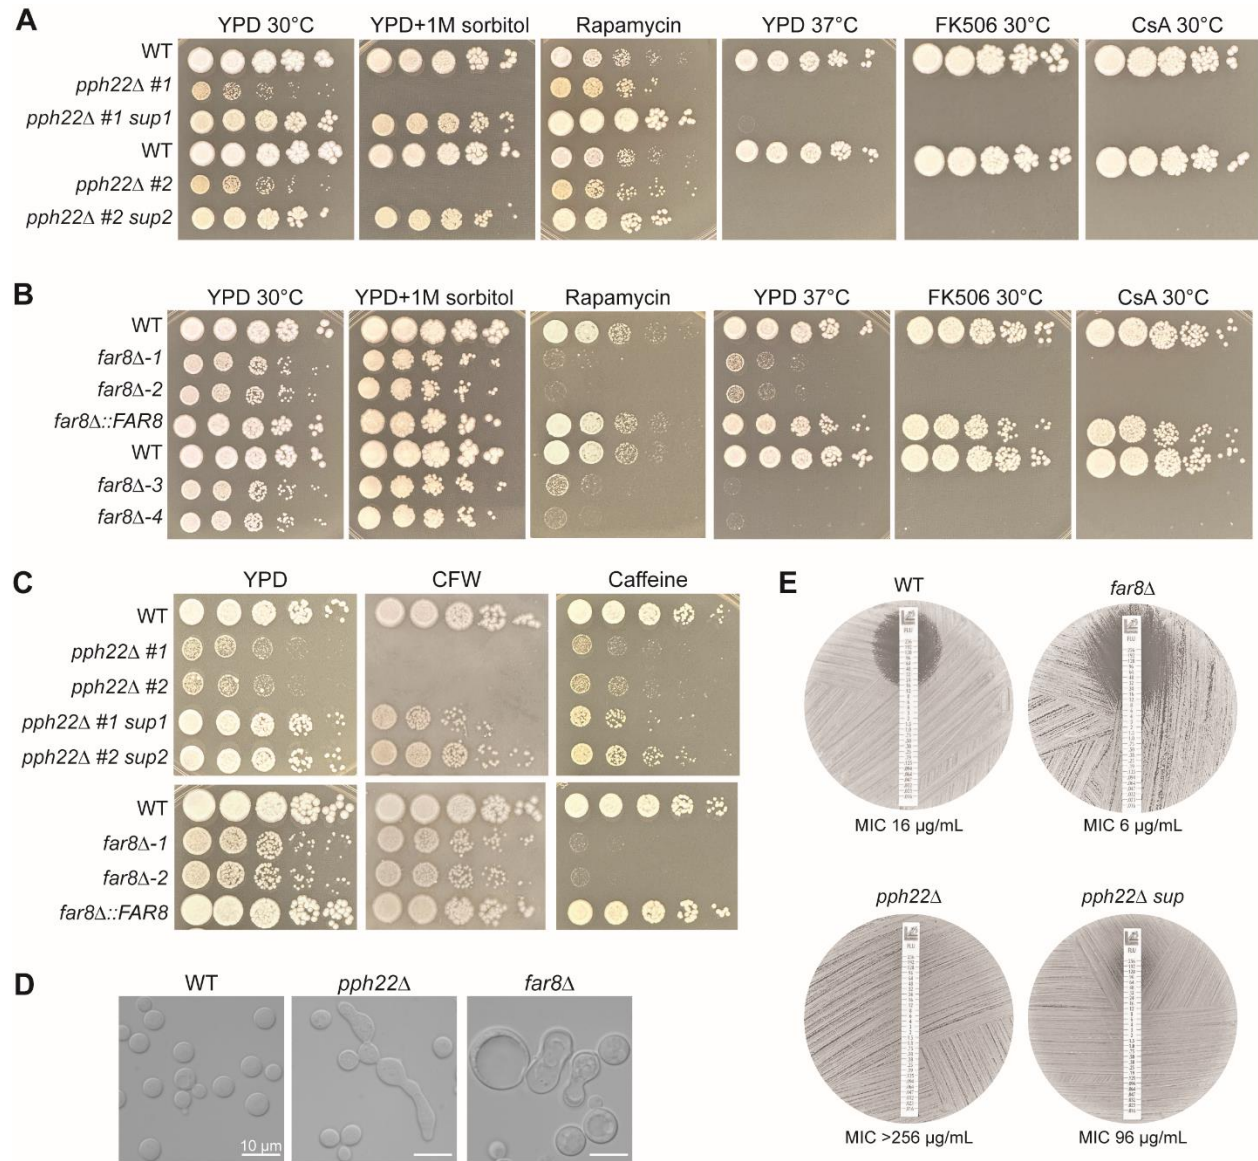 A
YPD 30°C YPD+1M sorbitol Rapamycin YPD 37°C FK506 30°C CsA 30°C
WT
pph22Δ #1
pph22Δ #1 sup1
WT
pph22Δ #2
pph22Δ #2 sup2
B
YPD 30°C YPD+1M sorbitol Rapamycin YPD 37°C FK506 30°C CsA 30°C
WT
far8Δ-1
far8Δ-2
far8Δ::FAR8
WT
far8Δ-3
far8Δ-4
C
YPD CFW Caffeine
WT
pph22Δ #1
pph22Δ #2
pph22Δ #1 sup1
pph22Δ #2 sup2
WT
far8Δ-1
far8Δ-2
far8Δ::FAR8
D
WT pph22Δ far8Δ
10 µm
E
WT far8Δ
MIC 16 µg/mL MIC 6 µg/mL
pph22Δ pph22Δ sup
MIC >256 µg/mL MIC 96 µg/mL